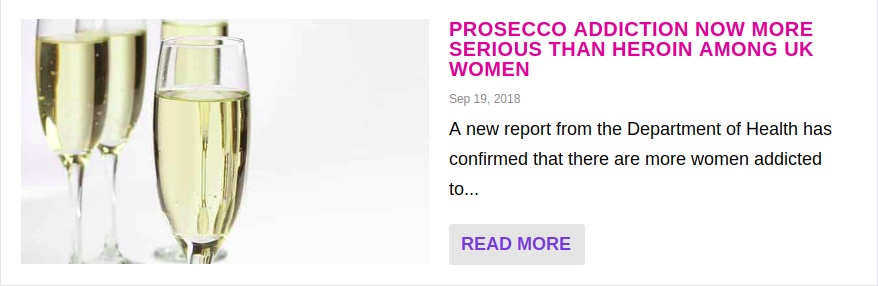 PROSECCO ADDICTION NOW MORE
SERIOUS THAN HEROIN AMONG UK
WOMEN
Sep 19, 2018
A new report from the Department of Health has
confirmed that there are more women addicted
to...
READ MORE